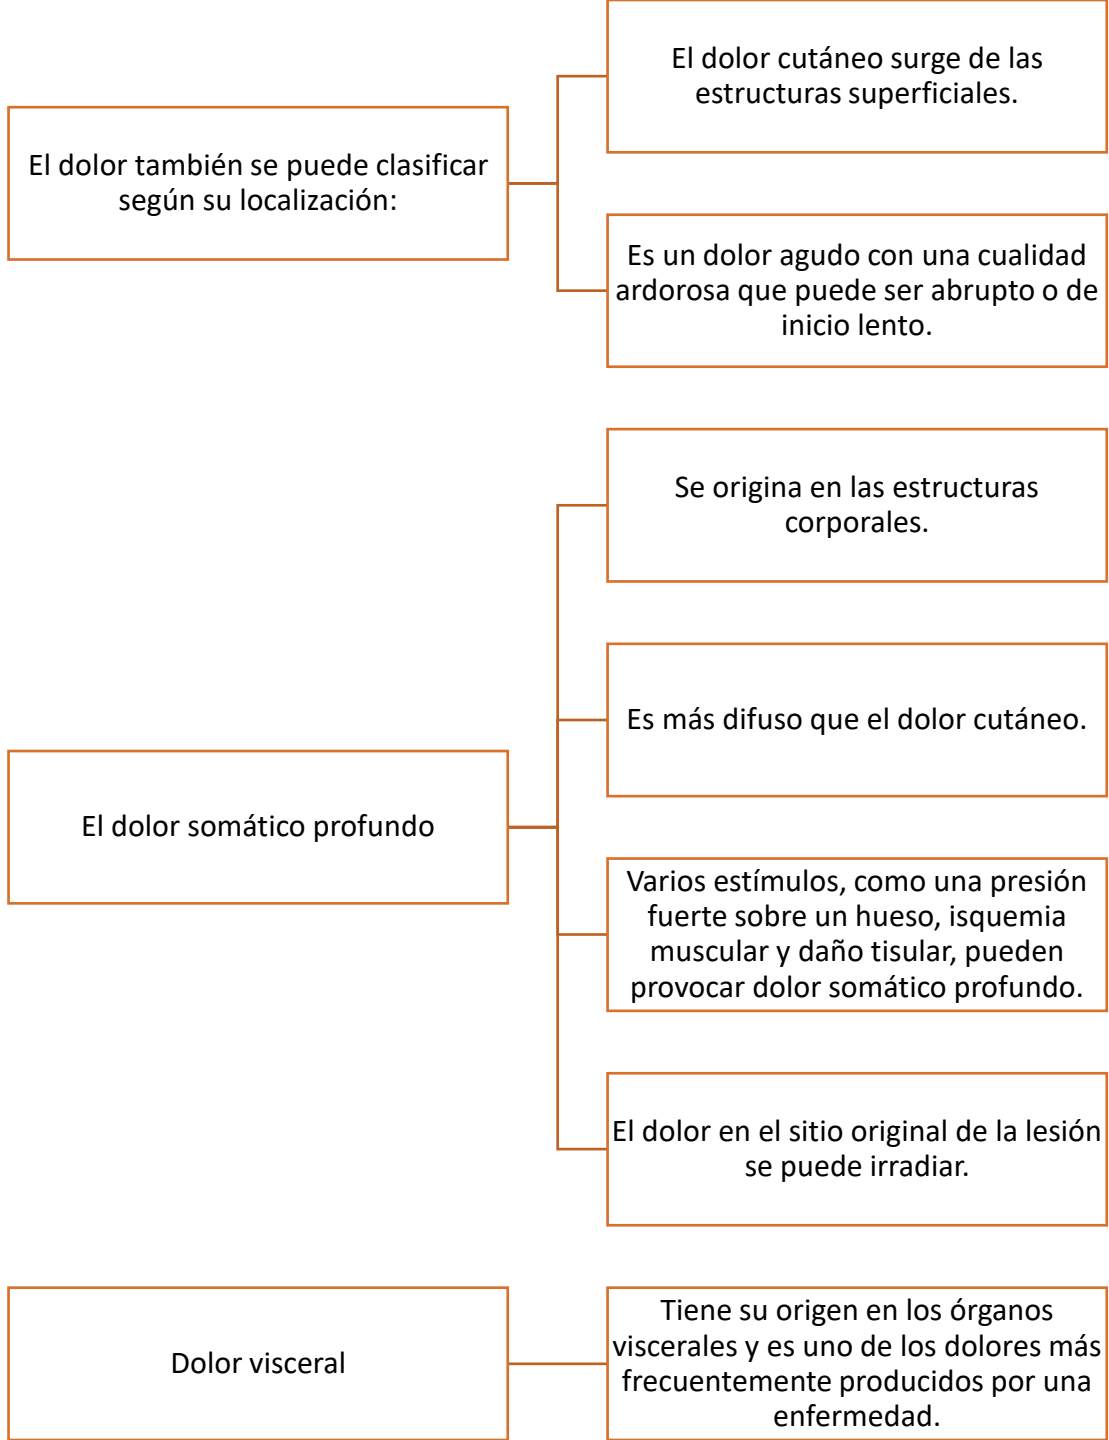 El dolor también se puede clasificar
según su localización:
El dolor cutáneo surge de las
estructuras superficiales.
Es un dolor agudo con una cualidad
ardorosa que puede ser abrupto o de
inicio lento.
El dolor somático profundo
Se origina en las estructuras
corporales.
Es más difuso que el dolor cutáneo.
Varios estímulos, como una presión
fuerte sobre un hueso, isquemia
muscular y daño tisular, pueden
provocar dolor somático profundo.
El dolor en el sitio original de la lesión
se puede irradiar.
Dolor visceral
Tiene su origen en los órganos
viscerales y es uno de los dolores más
frecuentemente producidos por una
enfermedad.